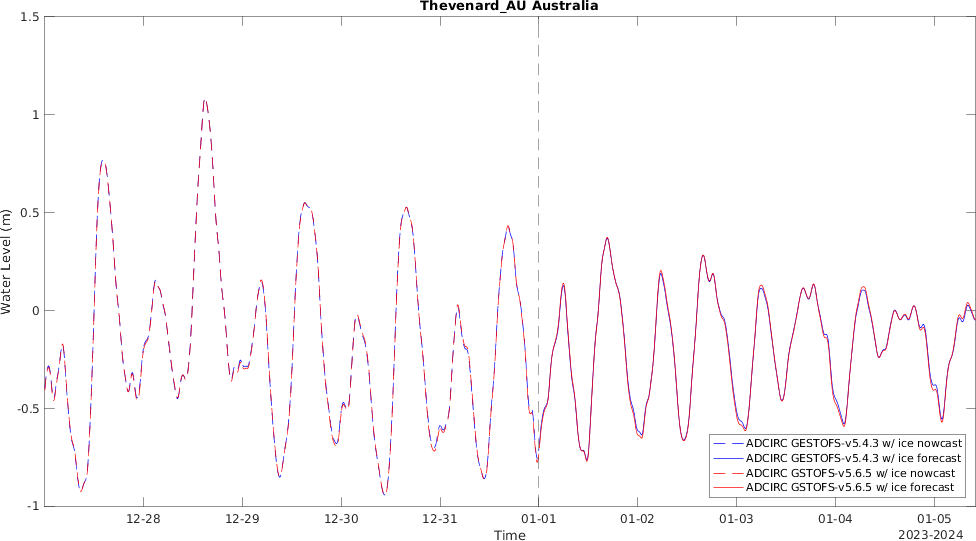 Thevenard_AU Australia
1.5
1
0.5
0
-0.5
-1
Water Level (m)
12-28
12-29
12-30
12-31
01-01
01-02
01-03
01-04
01-05
Time
2023-2024
ADCIRC GESTOFS-v5.4.3 w/ ice nowcast
ADCIRC GESTOFS-v5.4.3 w/ ice forecast
ADCIRC GSTOFS-v5.6.5 w/ ice nowcast
ADCIRC GSTOFS-v5.6.5 w/ ice forecast